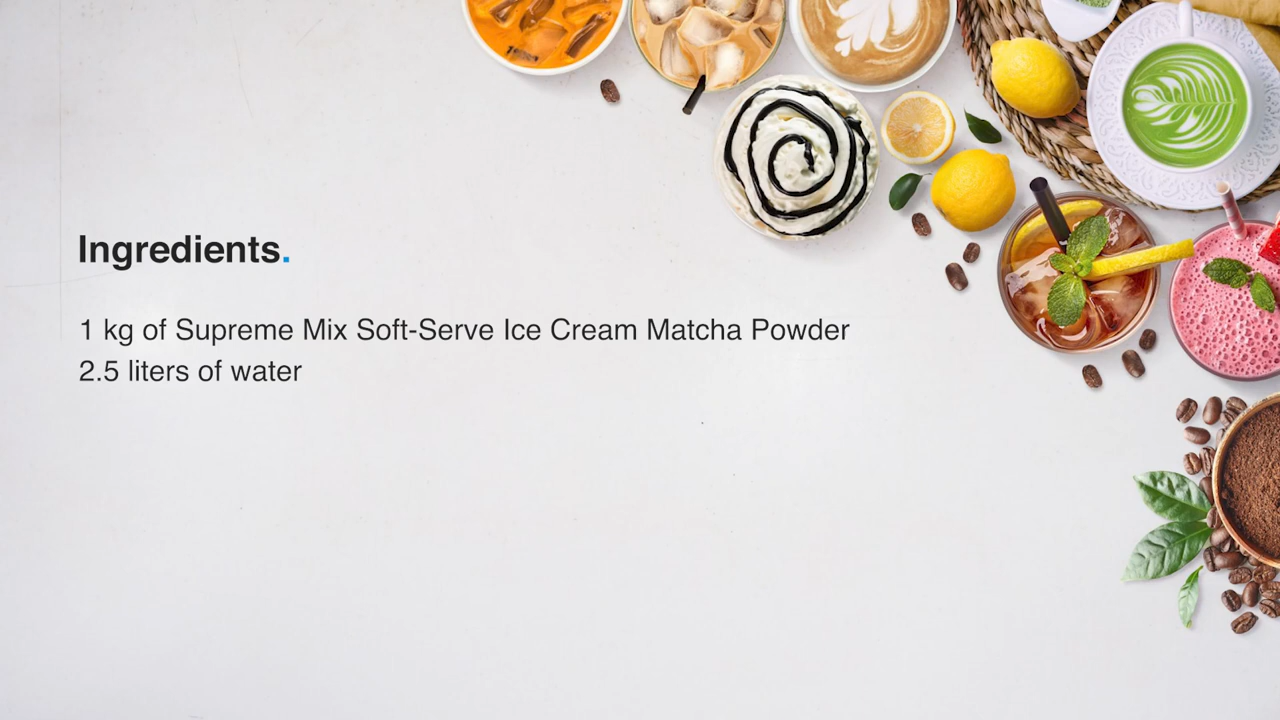 Ingredients.
1 kg of Supreme Mix Soft-Serve Ice Cream Matcha Powder
2.5 liters of water